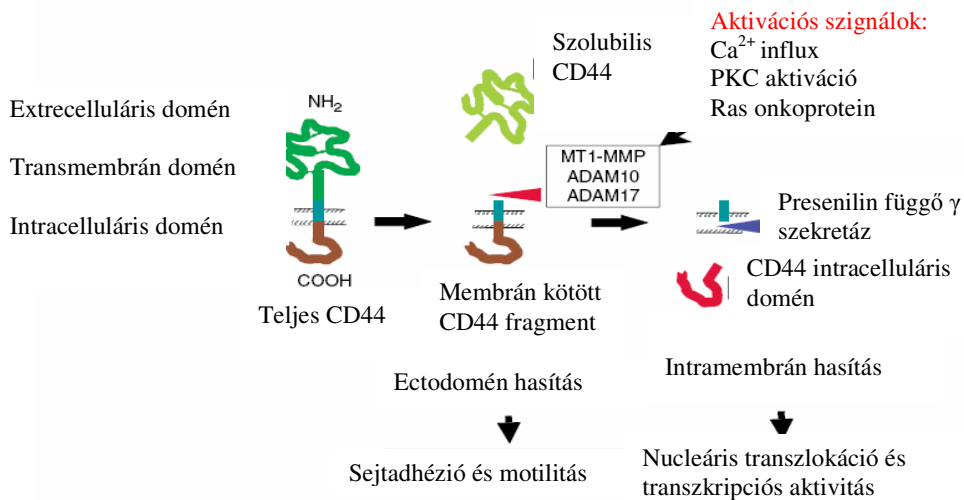 Extrecelluláris domén
Transmembrán domén
Intracelluláris domén
NH2
COOH
Teljes CD44
Szolubilis
CD44
Membrán kötött
CD44 fragment
MT1-MMP
ADAM10
ADAM17
Aktivációs szignálok:
Ca2+ influx
PKC aktiváció
Ras onkoprotein
Presenilin függő γ
szekretáz
CD44 intracelluláris
domén
Ectodomén hasítás
Intramembrán hasítás
Sejtadhézió és motilitás
Nucleáris transzlokáció és
transzkripciós aktivitás